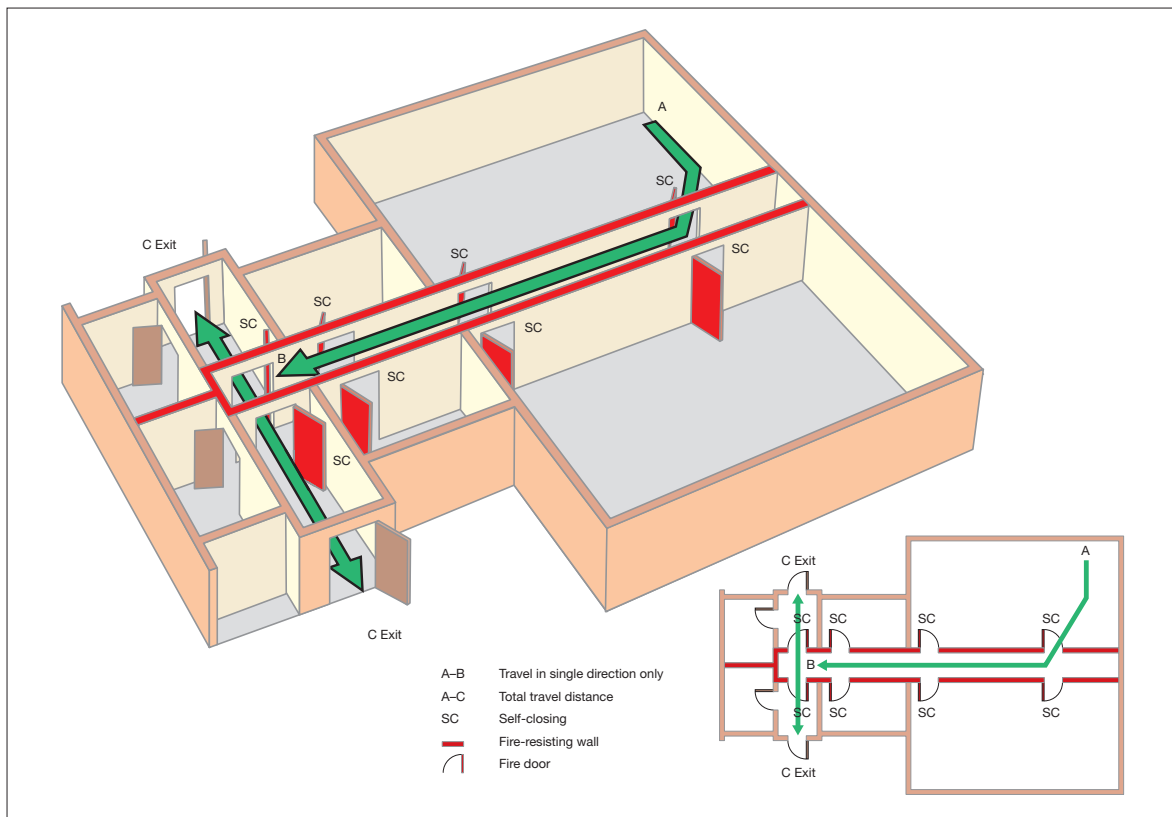 A
SC
SC
C Exit
SC
SC
SC
SC
B
SC
SC
C Exit
A–B Travel in single direction only
A–C Total travel distance
SC Self-closing
Fire-resisting wall
Fire door
C Exit
A
SC SC SC SC
B
SC SC SC SC
C Exit